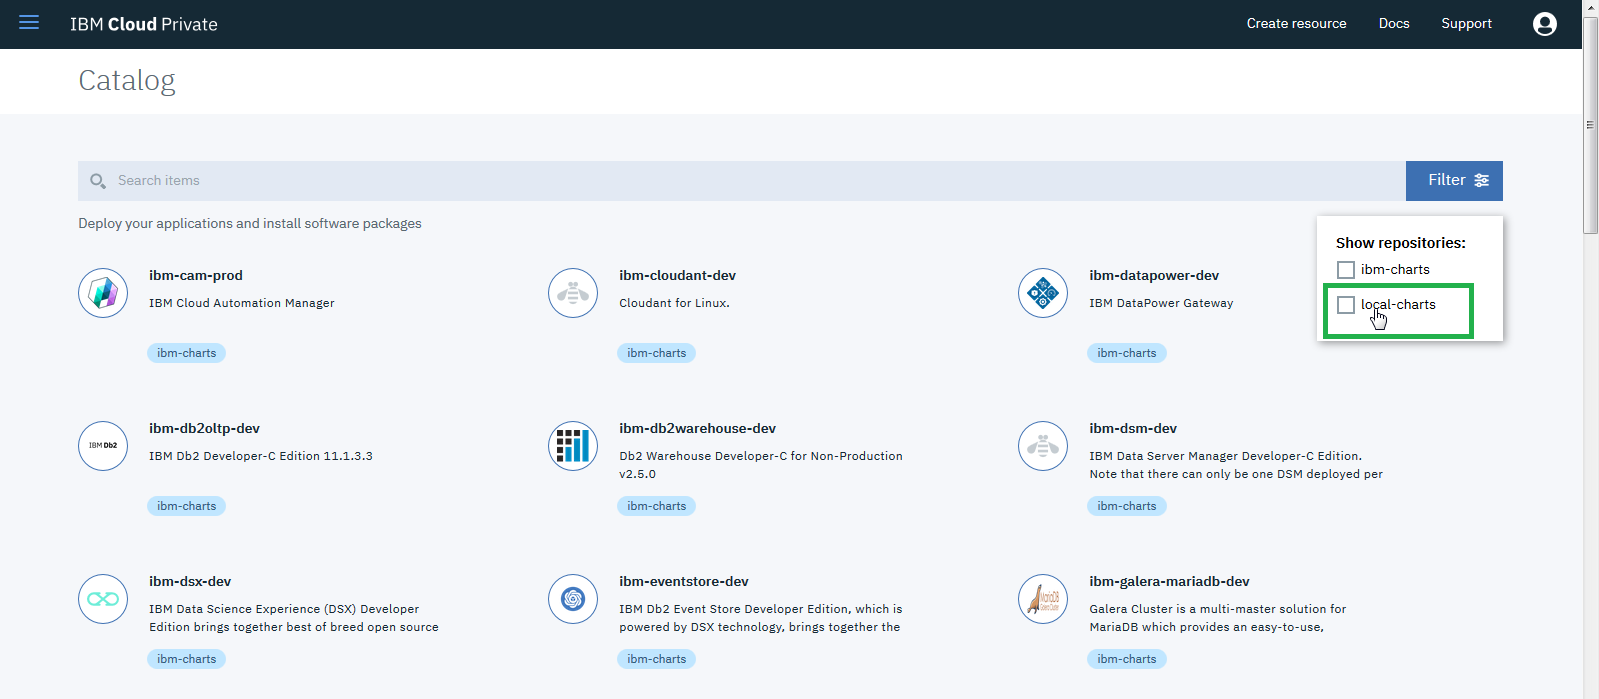 IBM Cloud Private
Create resource
Docs
Support
Catalog
Search items
Filter
Deploy your applications and install software packages
Show repositories:
ibm-charts
local-charts
ibm-cam-prod
IBM Cloud Automation Manager
ibm-charts
ibm-cloudant-dev
Cloudant for Linux.
ibm-charts
ibm-datapower-dev
IBM DataPower Gateway
ibm-charts
IBM Db2
ibm-db2oltp-dev
IBM Db2 Developer-C Edition 11.1.3.3
ibm-charts
ibm-db2warehouse-dev
Db2 Warehouse Developer-C for Non-Production
v2.5.0
ibm-charts
ibm-dsm-dev
IBM Data Server Manager Developer-C Edition.
Note that there can only be one DSM deployed per
ibm-charts
ibm-dsx-dev
IBM Data Science Experience (DSX) Developer
Edition brings together best of breed open source
ibm-charts
ibm-eventstore-dev
IBM Db2 Event Store Developer Edition, which is
powered by DSX technology, brings together the
ibm-charts
MariaDB
Galera Cluster
ibm-galera-mariadb-dev
Galera Cluster is a multi-master solution for
MariaDB which provides an easy-to-use,
ibm-charts